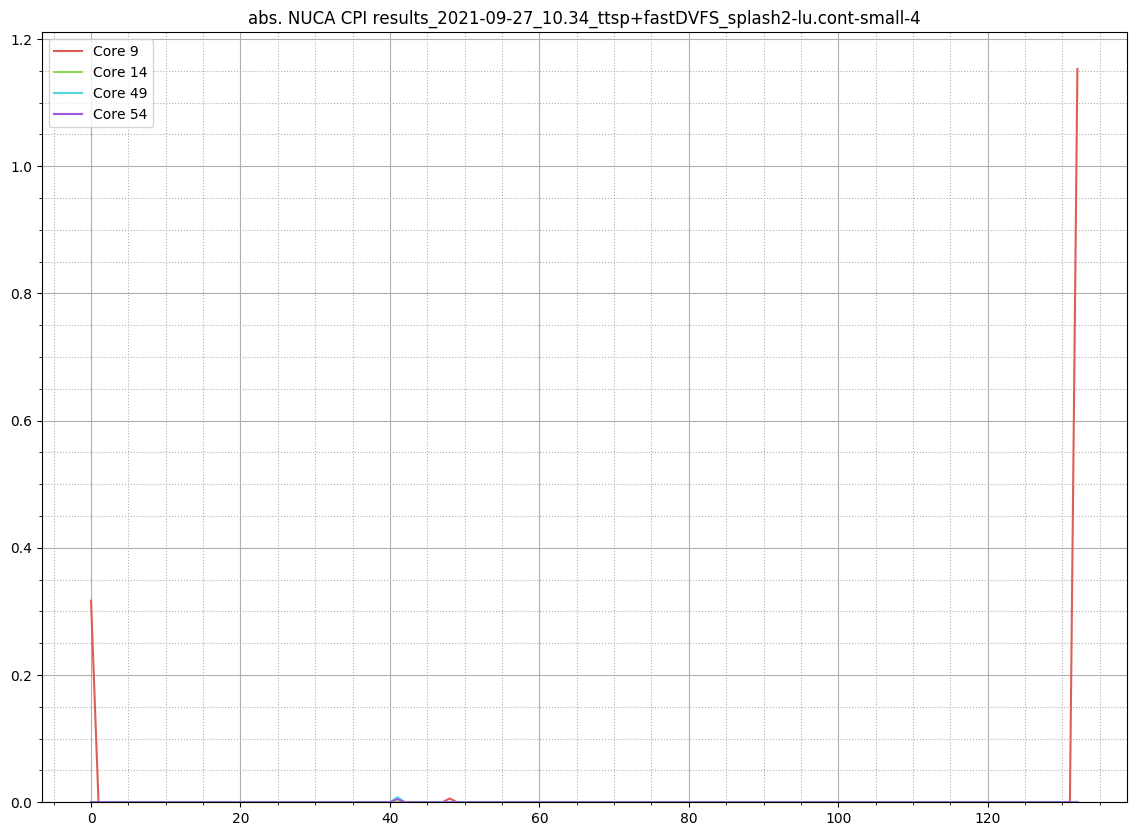 abs. NUCA CPI results_2021-09-27_10.34_ttsp+fastDVFS_splash2-lu.cont-small-4
Core 9
Core 14
Core 49
Core 54
1.2
1.0
0.8
0.6
0.4
0.2
0.0
0 20 40 60 80 100 120